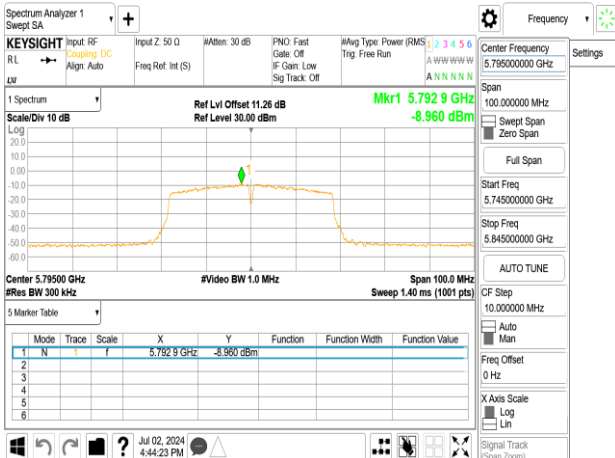 Spectrum Analyzer 1
Swept SA
Frequency
KEYSIGHT
Input: RF
Coupling: DC
Align: Auto
RL
Input Z: 50 Ω
Freq Ref: Int (S)
#Atten: 30 dB
PNO: Fast
Gate: Off
IF Gain: Low
Sig Track: Off
#Avg Type: Power (RMS
Trig: Free Run
1 2 3 4 5 6
A W W W W W
A N N N N N
Center Frequency
5.795000000 GHz
Settings
Span
100.000000 MHz
Swept Span
Zero Span
Full Span
Start Freq
5.745000000 GHz
Stop Freq
5.845000000 GHz
AUTO TUNE
CF Step
10.000000 MHz
Auto
Man
Freq Offset
0 Hz
X Axis Scale
Log
Lin
Signal Track
(Span Zoom)
1 Spectrum
Scale/Div 10 dB
Ref Lvl Offset 11.26 dB
Ref Level 30.00 dBm
Mkr1 5.792 9 GHz
-8.960 dBm
Log
20.0
10.0
0.00
-10.0
-20.0
-30.0
-40.0
-50.0
-60.0
1
Center 5.79500 GHz
#Video BW 1.0 MHz
Span 100.0 MHz
#Res BW 300 kHz
Sweep 1.40 ms (1001 pts)
5 Marker Table
Mode Trace Scale X Y Function Function Width Function Value
1 N 1 f 5.792 9 GHz -8.960 dBm
2
3
4
5
6
?
Jul 02, 2024
4:44:23 PM